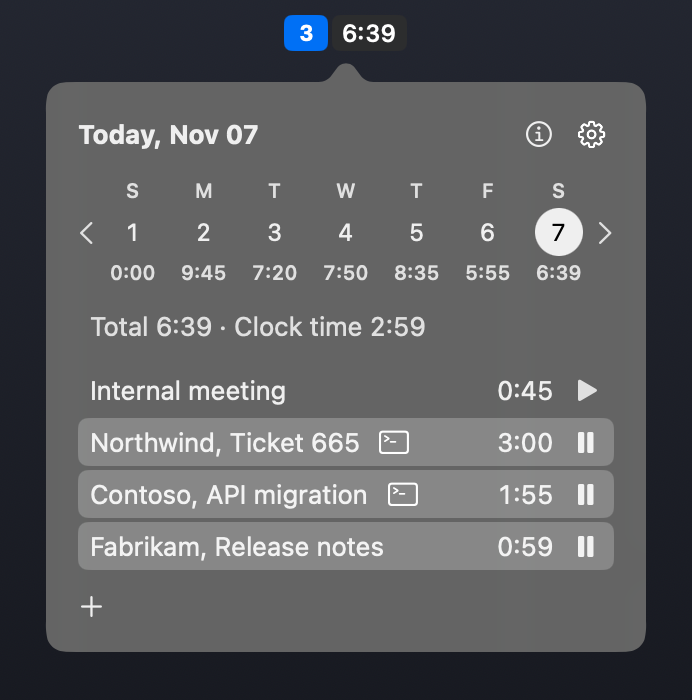 3 6:39
Today, Nov 07
S M T W T F S
1 2 3 4 5 6 7
0:00 9:45 7:20 7:50 8:35 5:55 6:39
Total 6:39 · Clock time 2:59
Internal meeting 0:45
Northwind, Ticket 665 3:00
Contoso, API migration 1:55
Fabrikam, Release notes 0:59